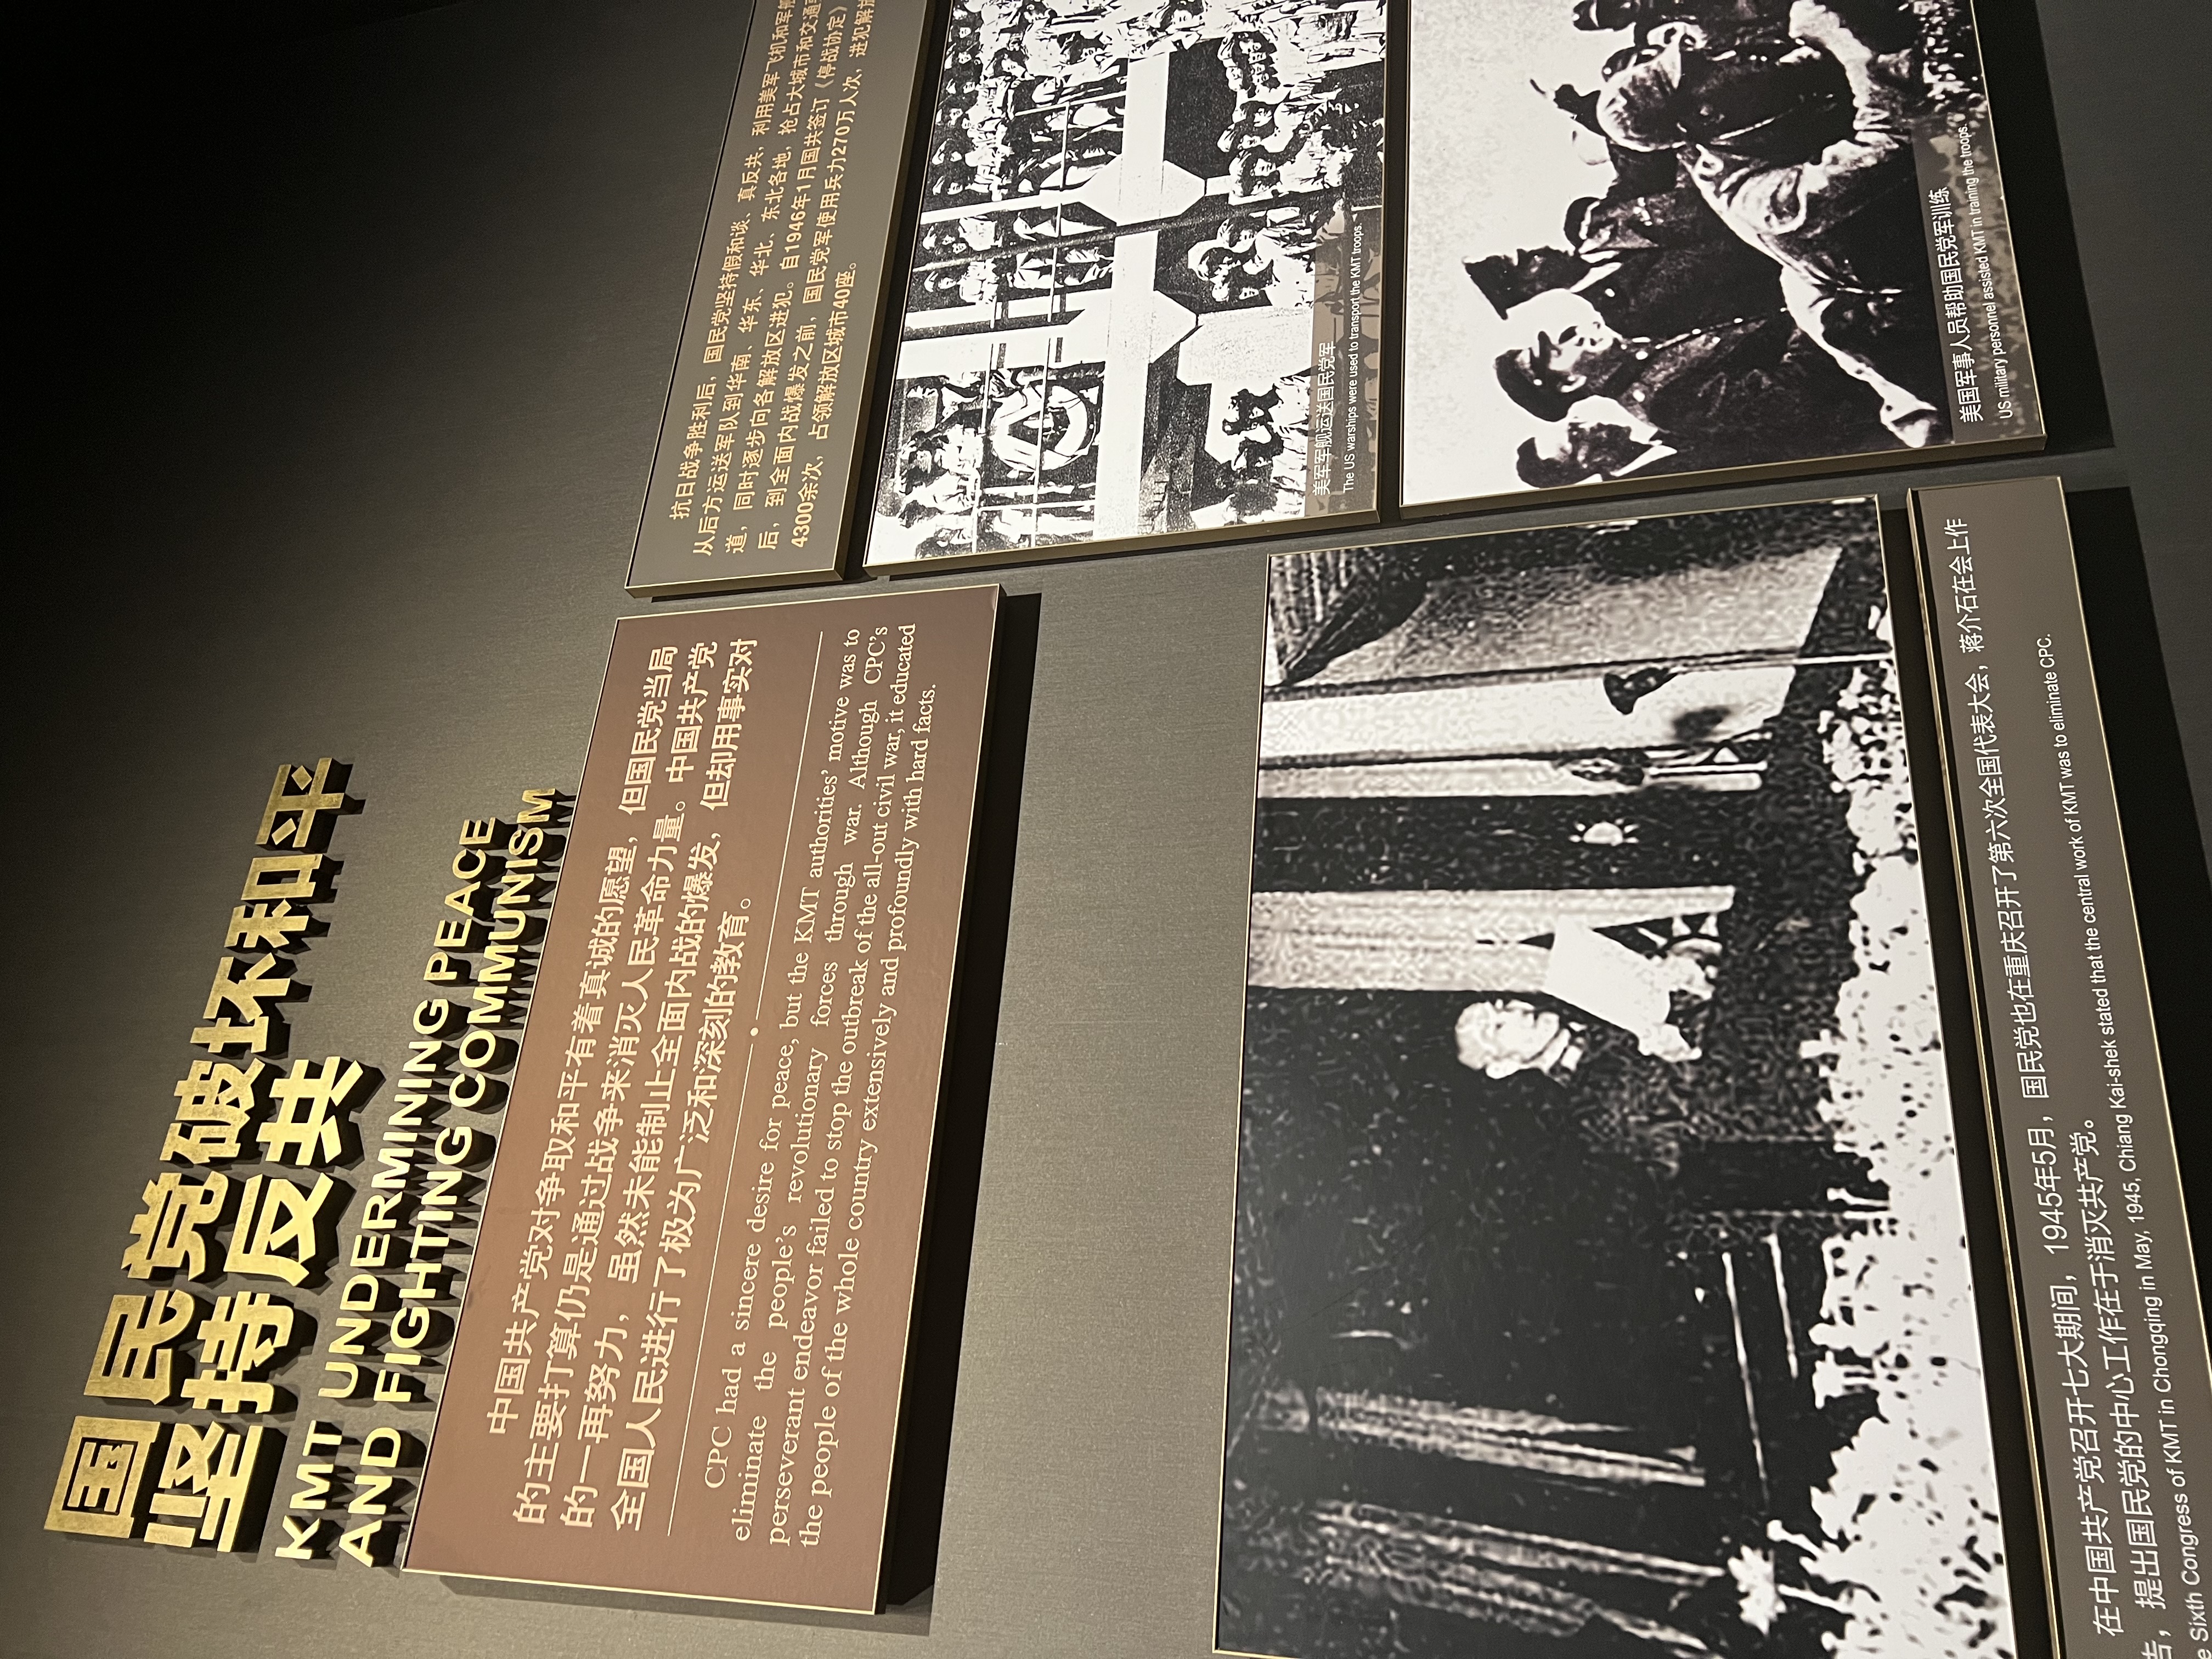 国民党破坏和平
坚持反共
KMT UNDERMINING PEACE
AND FIGHTING COMMUNISM
中国共产党对争取和平有着真诚的愿望，但国民党当局
的主要打算仍是通过战争来消灭人民革命力量。中国共产党
的一再努力，虽然未能制止全面内战的爆发，但却用事实对
全国人民进行了极为广泛和深刻的教育。
CPC had a sincere desire for peace, but the KMT authorities’ motive was to
eliminate the people’s revolutionary forces through war. Although CPC’s
perseverant endeavor failed to stop the outbreak of the all-out civil war, it educated
the people of the whole country extensively and profoundly with hard facts.
抗日战争胜利后，国民党坚持假和谈、真反共，利用美军飞机和军舰
从后方运送军队到华南、华东、华北、东北各地，抢占大城市和交通
道，同时逐步向各解放区进犯。自1946年1月国共签订《停战协定》
后，到全面内战爆发之前，国民党军使用兵力270万人次，进犯解放
4300余次，占领解放区城市40座。
美军军舰运送国民党军
The US warships were used to transport the KMT troops.
美国军事人员帮助国民党军训练
US military personnel assisted KMT in training the troops.
在中国共产党召开七大期间，1945年5月，国民党也在重庆召开了第六次全国代表大会，蒋介石在会上作
告，提出国民党的中心工作在于消灭共产党。
e Sixth Congress of KMT in Chongqing in May, 1945, Chiang Kai-shek stated that the central work of KMT was to eliminate CPC.